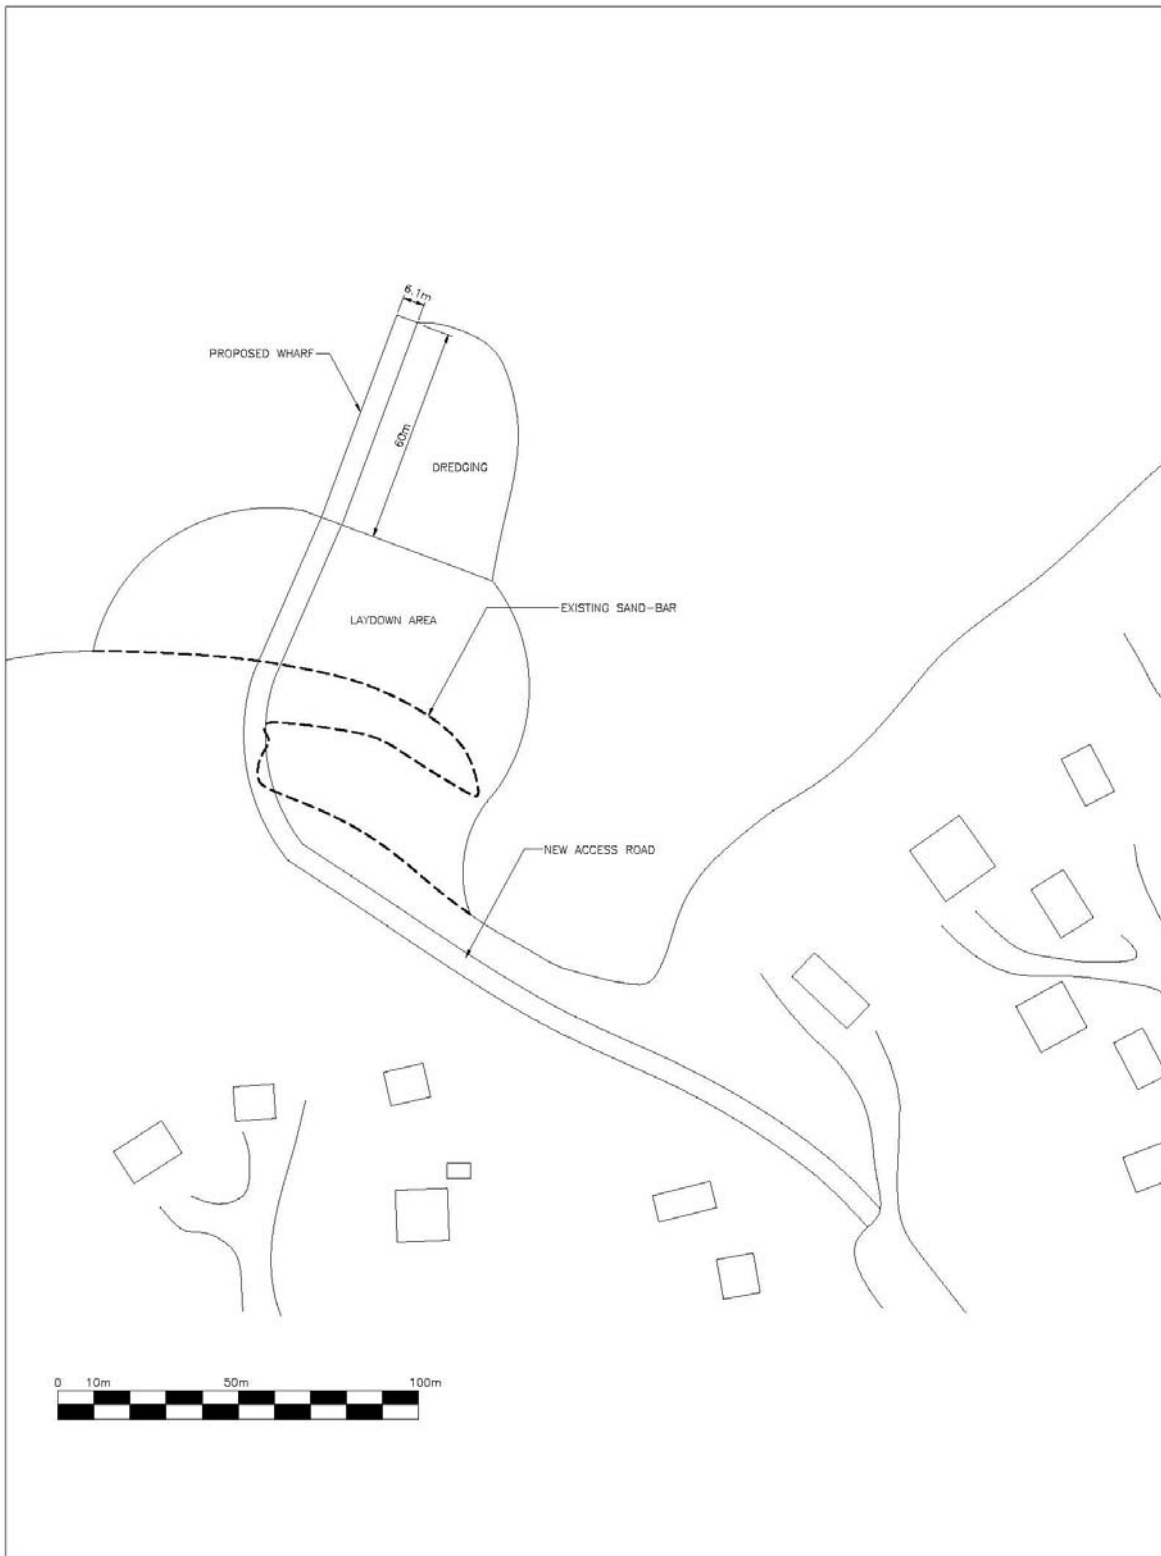 6.1m
PROPOSED WHARF
60m
DREDGING
EXISTING SAND-BAR
LAYDOWN AREA
NEW ACCESS ROAD
0 10m 50m 100m